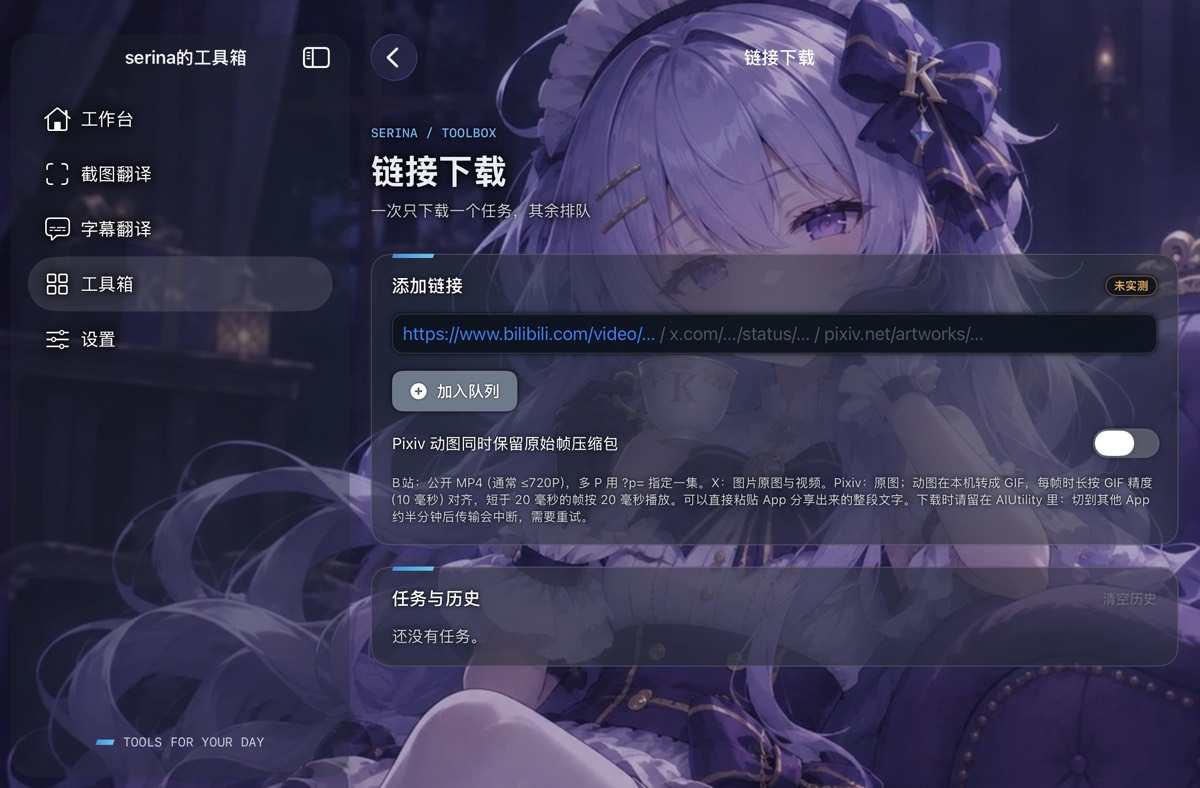 serina的工具箱
链接下载
工作台
截图翻译
字幕翻译
工具箱
设置
TOOLS FOR YOUR DAY
SERINA / TOOLBOX
链接下载
一次只下载一个任务，其余排队
添加链接
未实测
https://www.bilibili.com/video/... / x.com/.../status/... / pixiv.net/artworks/...
加入队列
Pixiv 动图同时保留原始帧压缩包
B站：公开 MP4 (通常 ≤720P)，多 P 用 ?p= 指定一集。X：图片原图与视频。Pixiv：原图；动图在本机转成 GIF，每帧时长按 GIF 精度
(10 毫秒) 对齐，短于 20 毫秒的帧按 20 毫秒播放。可以直接粘贴 App 分享出来的整段文字。下载时请留在 AIUtility 里：切到其他 App
约半分钟后传输会中断，需要重试。
任务与历史
清空历史
还没有任务。
K
K